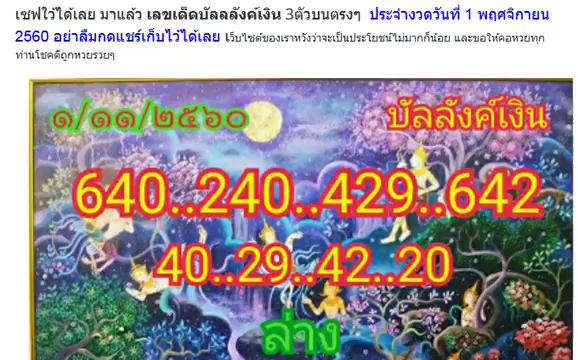 เซฟใว้ได้เลย มาแล้ว เลขเด็ดบัลลลังค์เงิน 3ตัวบนตรงๆ ประจำงวดวันที่ 1 พฤศจิกายน
2560 อย่าลืมกดแชร์เก็บไว้ได้เลย เว็บไซต์ของเราหวังว่าจะเป็นประโยชน์ไม่มากก็น้อย และขอให้คอหวยทุก
ท่านโชคดีถูกหวยรวยๆ
๑/๑๑/๒๕๖๐ บัลลังค์เงิน
640..240..429..642
40..29..42..20
ล่าง